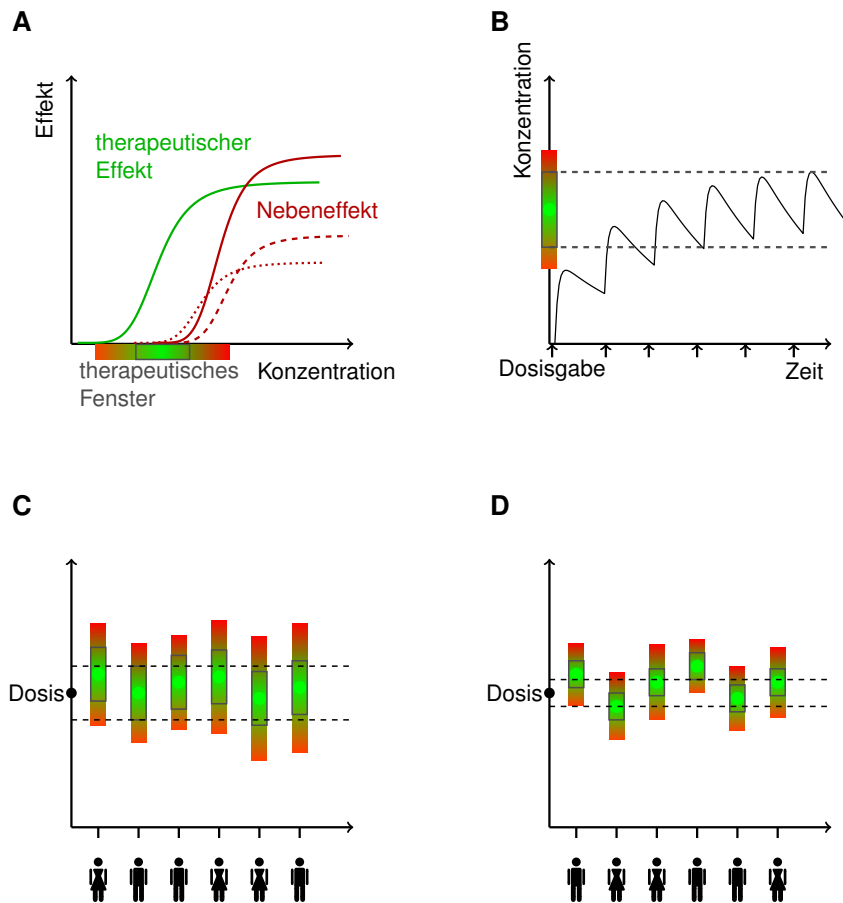 A
Effekt
therapeutischer
Effekt
Nebeneffekt
therapeutisches
Fenster
Konzentration
B
Konzentration
Dosisgabe
Zeit
C
Dosis
D
Dosis